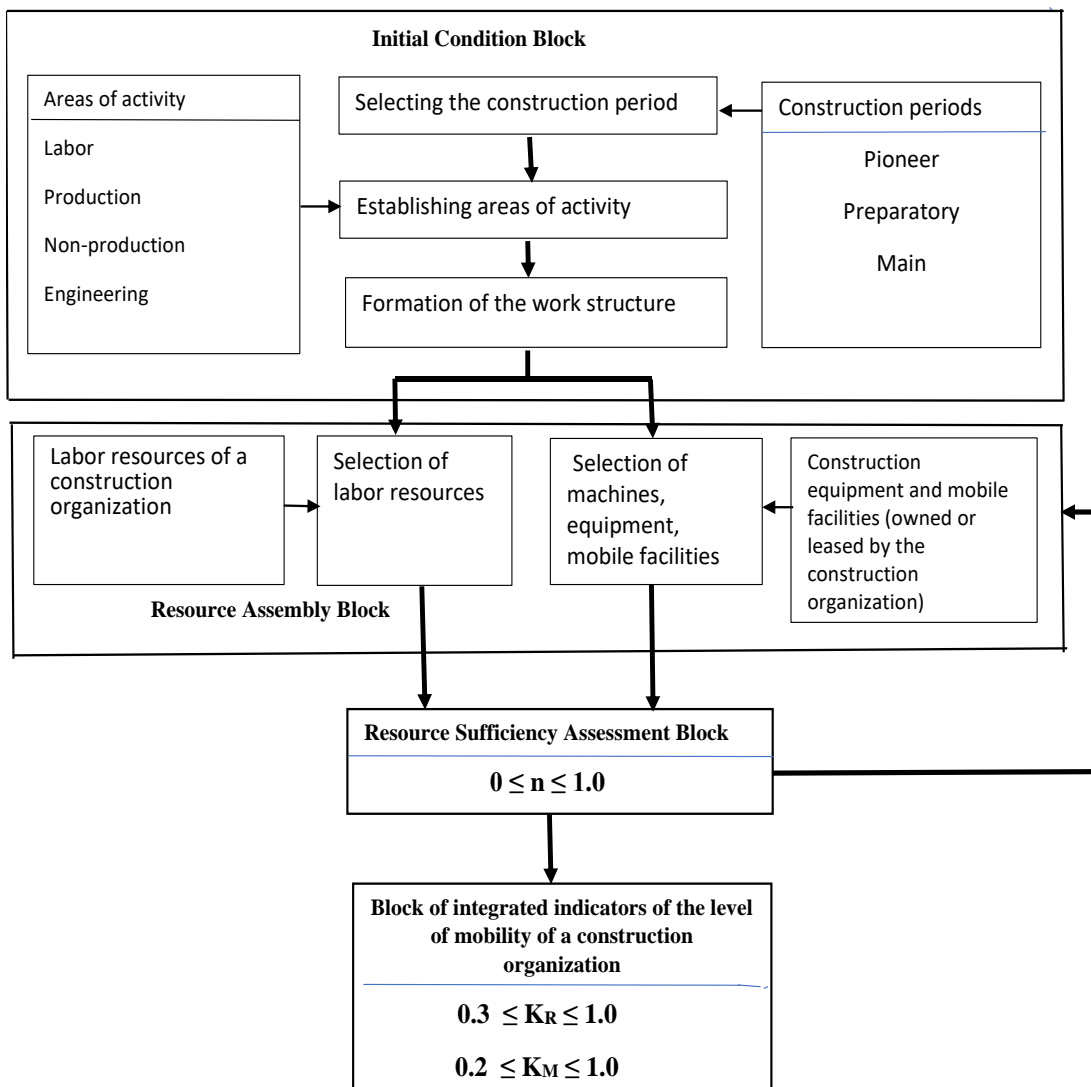 Initial Condition Block
Areas of activity
Labor
Production
Non-production
Engineering
Selecting the construction period
Establishing areas of activity
Formation of the work structure
Construction periods
Pioneer
Preparatory
Main
Labor resources of a
construction
organization
Selection of
labor resources
Selection of
machines,
equipment,
mobile facilities
Construction
equipment and mobile
facilities (owned or
leased by the
construction
organization)
Resource Assembly Block
Resource Sufficiency Assessment Block
0 ≤ n ≤ 1.0
Block of integrated indicators of the level
of mobility of a construction
organization
0.3 ≤ KR ≤ 1.0
0.2 ≤ KM ≤ 1.0